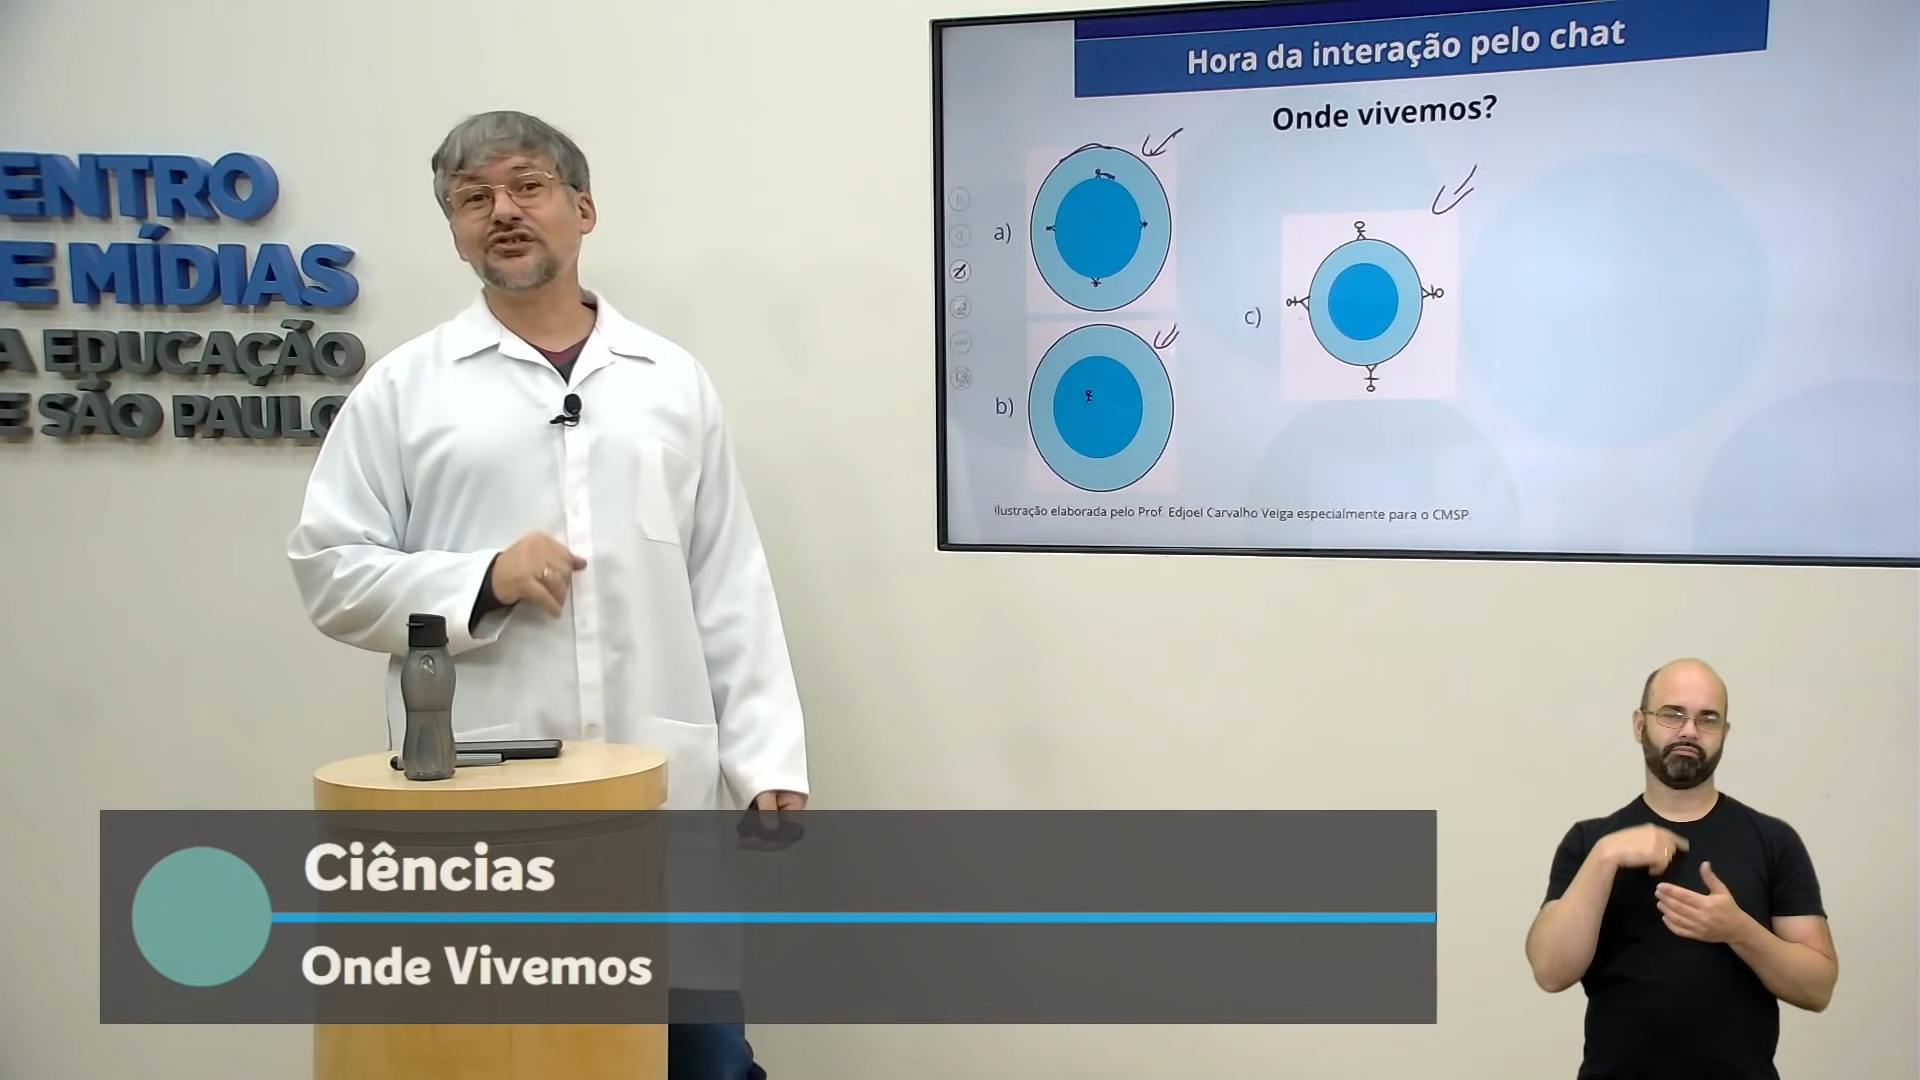 ENTRO
E MÍDIAS
A EDUCAÇÃO
E SÃO PAULO
Hora da interação pelo chat
Onde vivemos?
a)
b)
c)
Ilustração elaborada pelo Prof. Edjoel Carvalho Veiga especialmente para o CMSP.
Ciências
Onde Vivemos